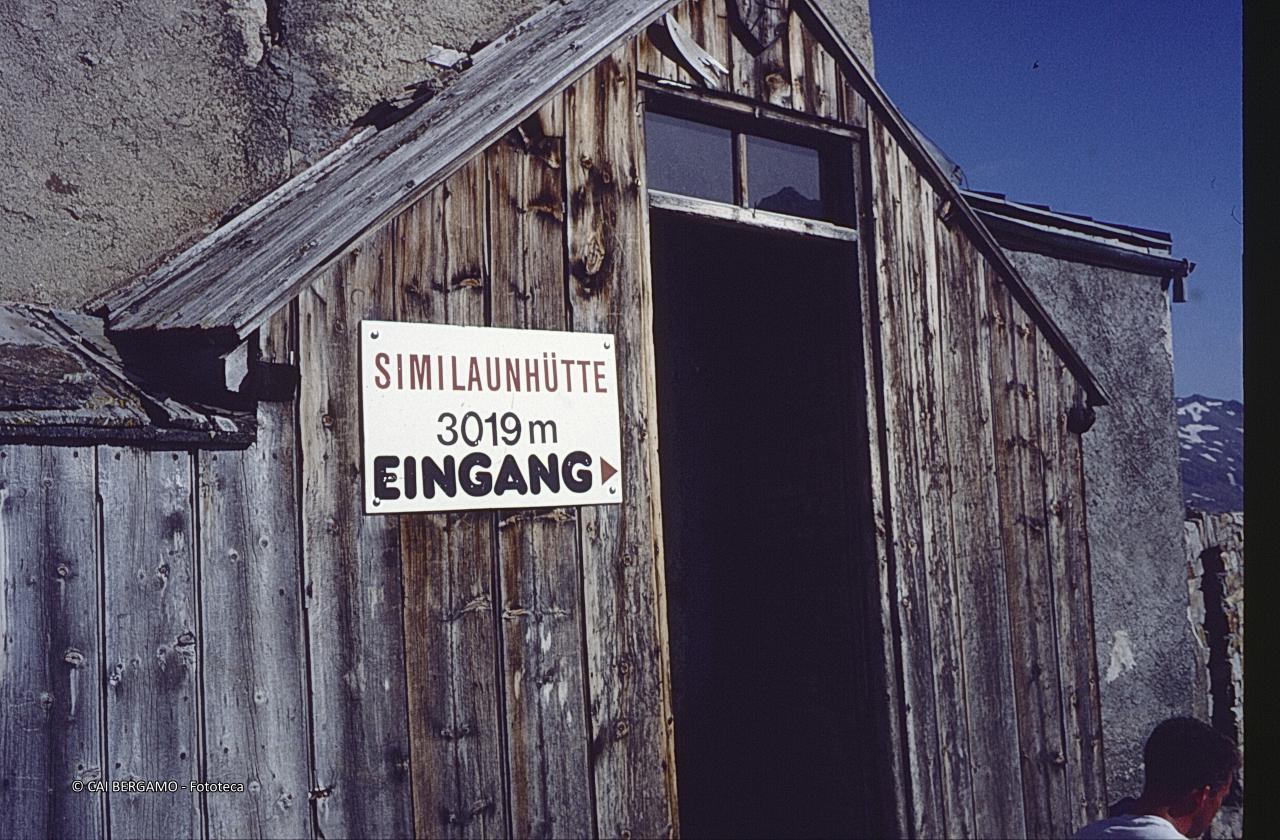 SIMILAUNHÜTTE
3019 m
EINGANG
© CAI BERGAMO - Fototeca